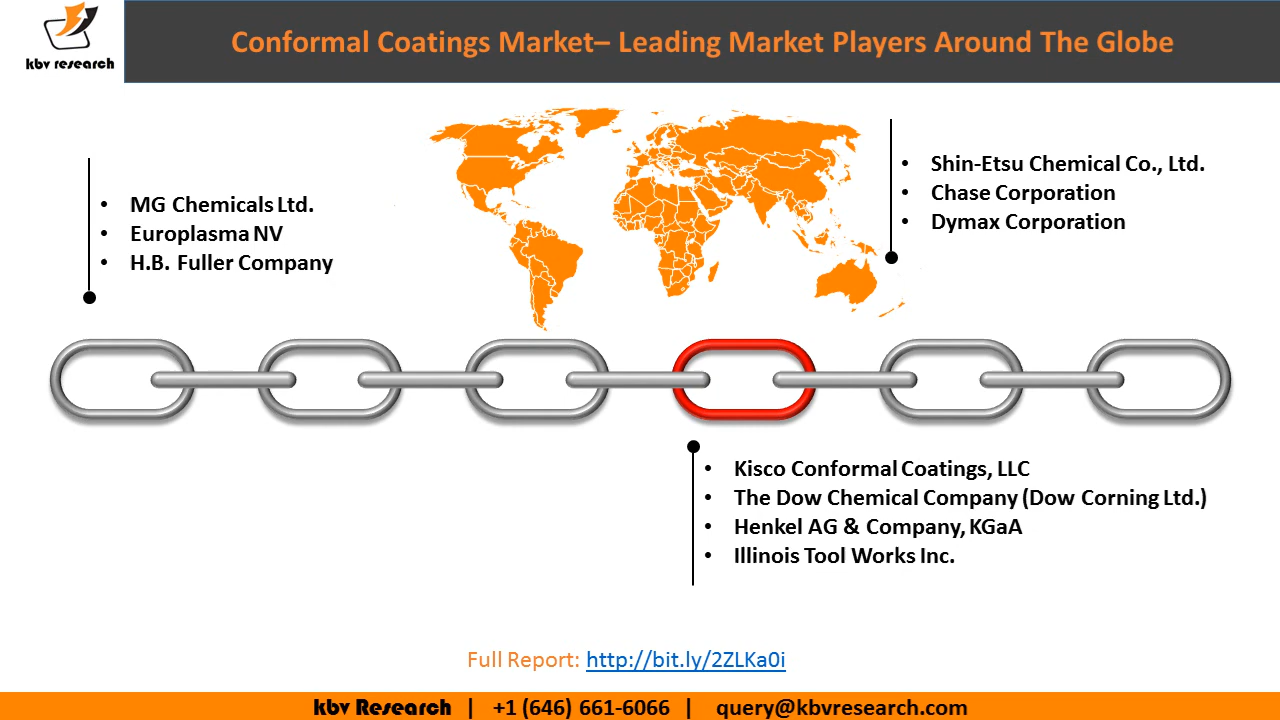 kbv research
Conformal Coatings Market– Leading Market Players Around The Globe
• MG Chemicals Ltd.
• Europlasma NV
• H.B. Fuller Company
• Shin-Etsu Chemical Co., Ltd.
• Chase Corporation
• Dymax Corporation
• Kisco Conformal Coatings, LLC
• The Dow Chemical Company (Dow Corning Ltd.)
• Henkel AG & Company, KGaA
• Illinois Tool Works Inc.
Full Report: http://bit.ly/2ZLKa0i
kbv Research | +1 (646) 661-6066 | query@kbvresearch.com